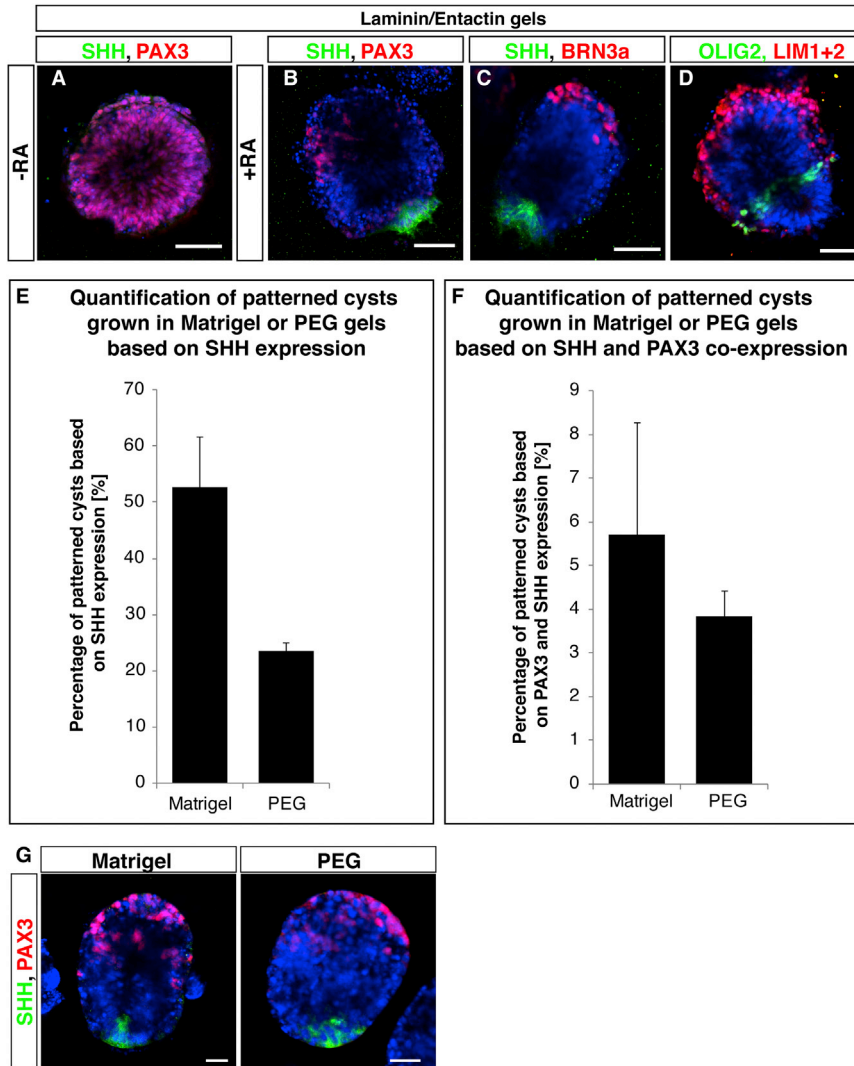 Laminin/Entactin gels
SHH, PAX3
SHH, PAX3
SHH, BRN3a
OLIG2, LIM1+2
-RA
A
+RA
B
C
D
E
Quantification of patterned cysts
grown in Matrigel or PEG gels
based on SHH expression
Percentage of patterned cysts based
on SHH expression [%]
70
60
50
40
30
20
10
0
Matrigel
PEG
F
Quantification of patterned cysts
grown in Matrigel or PEG gels
based on SHH and PAX3 co-expression
Percentage of patterned cysts based
on PAX3 and SHH expression [%]
9
8
7
6
5
4
3
2
1
0
Matrigel
PEG
G
Matrigel
PEG
SHH, PAX3